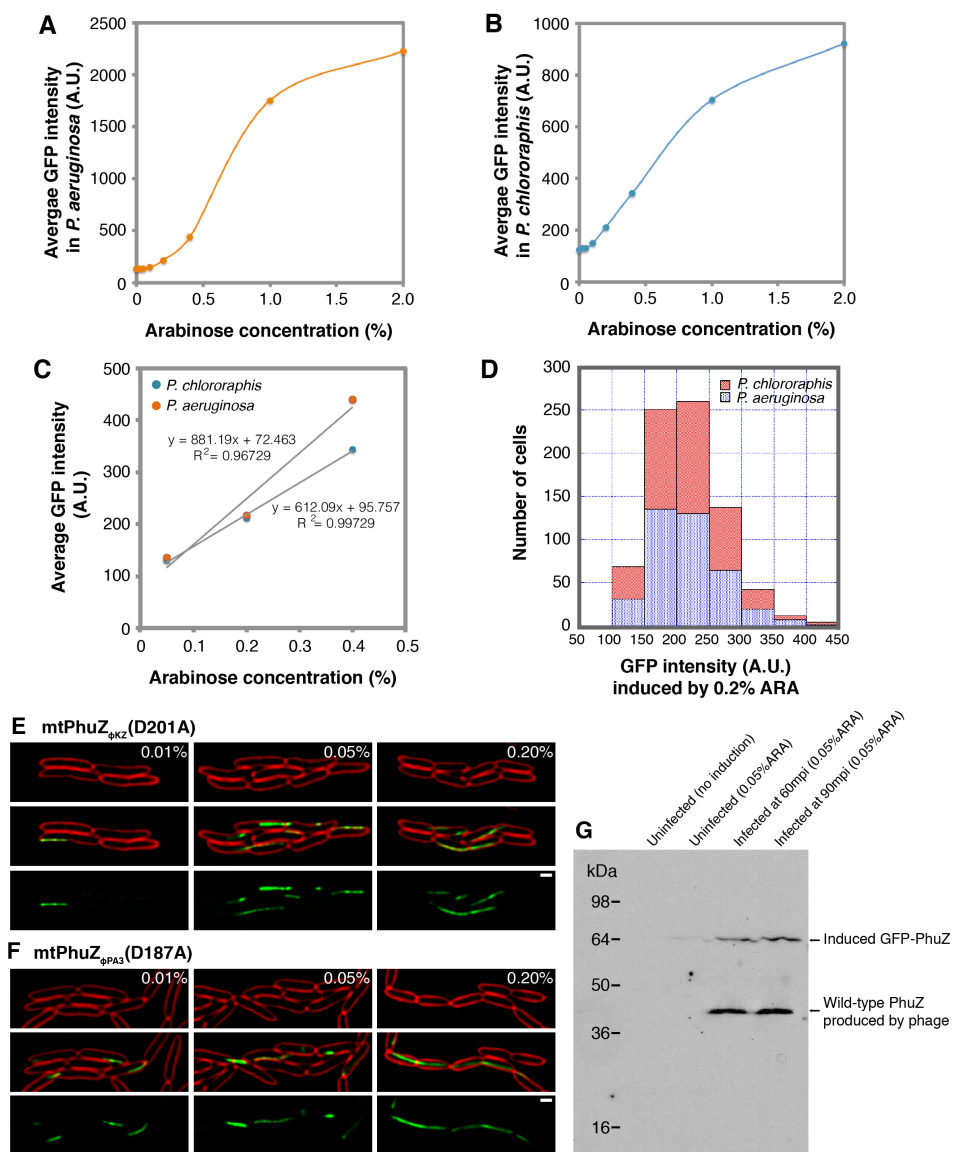 A
2500
2000
1500
1000
500
0
Avergae GFP intensity
in P. aeruginosa (A.U.)
0 0.5 1.0 1.5 2.0
Arabinose concentration (%)
B
1000
800
600
400
200
0
Avergae GFP intensity
in P. chlororaphis (A.U.)
0 0.5 1.0 1.5 2.0
Arabinose concentration (%)
C
500
400
300
200
100
0
Average GFP intensity
(A.U.)
P. chlororaphis
P. aeruginosa
y = 881.19x + 72.463
R2= 0.96729
y = 612.09x + 95.757
R2= 0.99729
0 0.1 0.2 0.3 0.4 0.5
Arabinose concentration (%)
D
300
250
200
150
100
50
0
Number of cells
P. chlororaphis
P. aeruginosa
50 100 150 200 250 300 350 400 450
GFP intensity (A.U.)
induced by 0.2% ARA
E mtPhuZϕKZ(D201A)
0.01% 0.05% 0.20%
F mtPhuZϕPA3(D187A)
0.01% 0.05% 0.20%
G
Uninfected (no induction)
Uninfected (0.05%ARA)
Infected at 60mpi (0.05%ARA)
Infected at 90mpi (0.05%ARA)
kDa
98
64
50
36
16
Induced GFP-PhuZ
Wild-type PhuZ
produced by phage